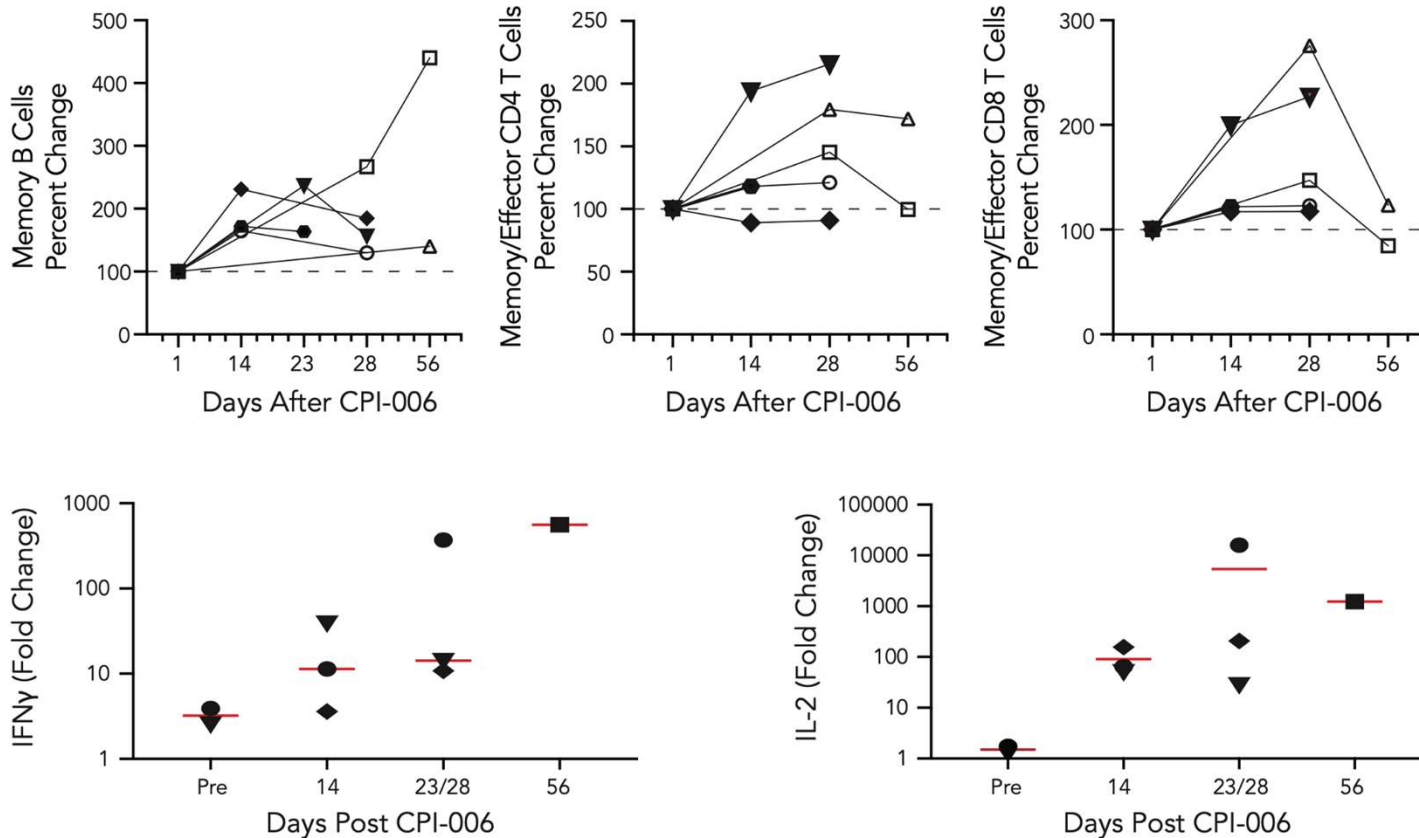 Memory B Cells
Percent Change
500
400
300
200
100
0
1 14 23 28 56
Days After CPI-006
Memory/Effector CD4 T Cells
Percent Change
250
200
150
100
50
0
1 14 28 56
Days After CPI-006
Memory/Effector CD8 T Cells
Percent Change
300
200
100
0
1 14 28 56
Days After CPI-006
IFNγ (Fold Change)
1000
100
10
1
Pre 14 23/28 56
Days Post CPI-006
IL-2 (Fold Change)
100000
10000
1000
100
10
1
Pre 14 23/28 56
Days Post CPI-006